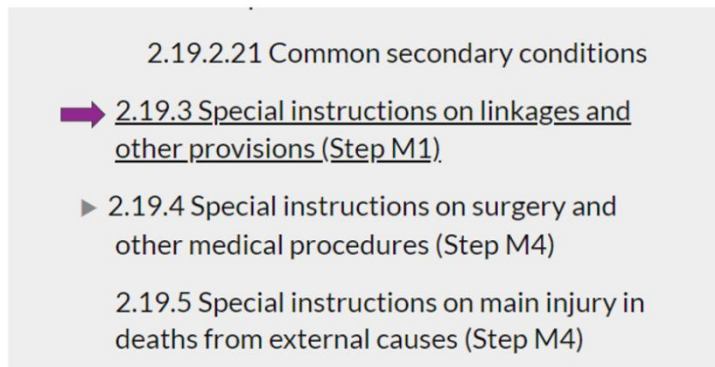 2.19.2.21 Common secondary conditions
2.19.3 Special instructions on linkages and
other provisions (Step M1)
2.19.4 Special instructions on surgery and
other medical procedures (Step M4)
2.19.5 Special instructions on main injury in
deaths from external causes (Step M4)